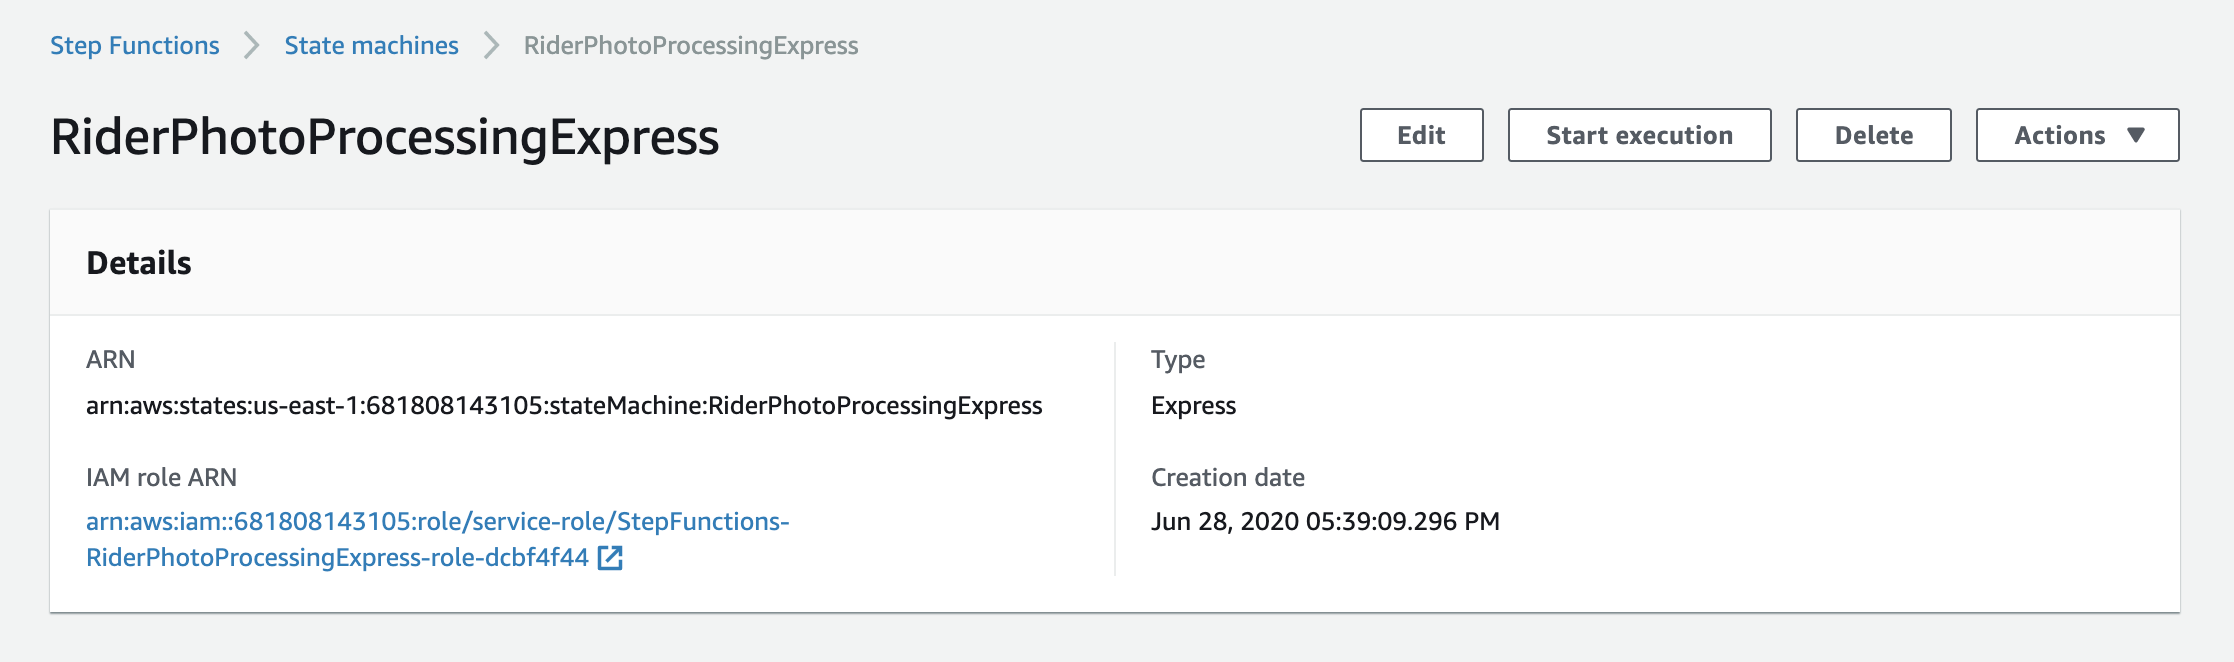 Step Functions
State machines
RiderPhotoProcessingExpress
RiderPhotoProcessingExpress
Edit
Start execution
Delete
Actions
Details
ARN
arn:aws:states:us-east-1:681808143105:stateMachine:RiderPhotoProcessingExpress
IAM role ARN
arn:aws:iam::681808143105:role/service-role/StepFunctions-
RiderPhotoProcessingExpress-role-dcbf4f44
Type
Express
Creation date
Jun 28, 2020 05:39:09.296 PM